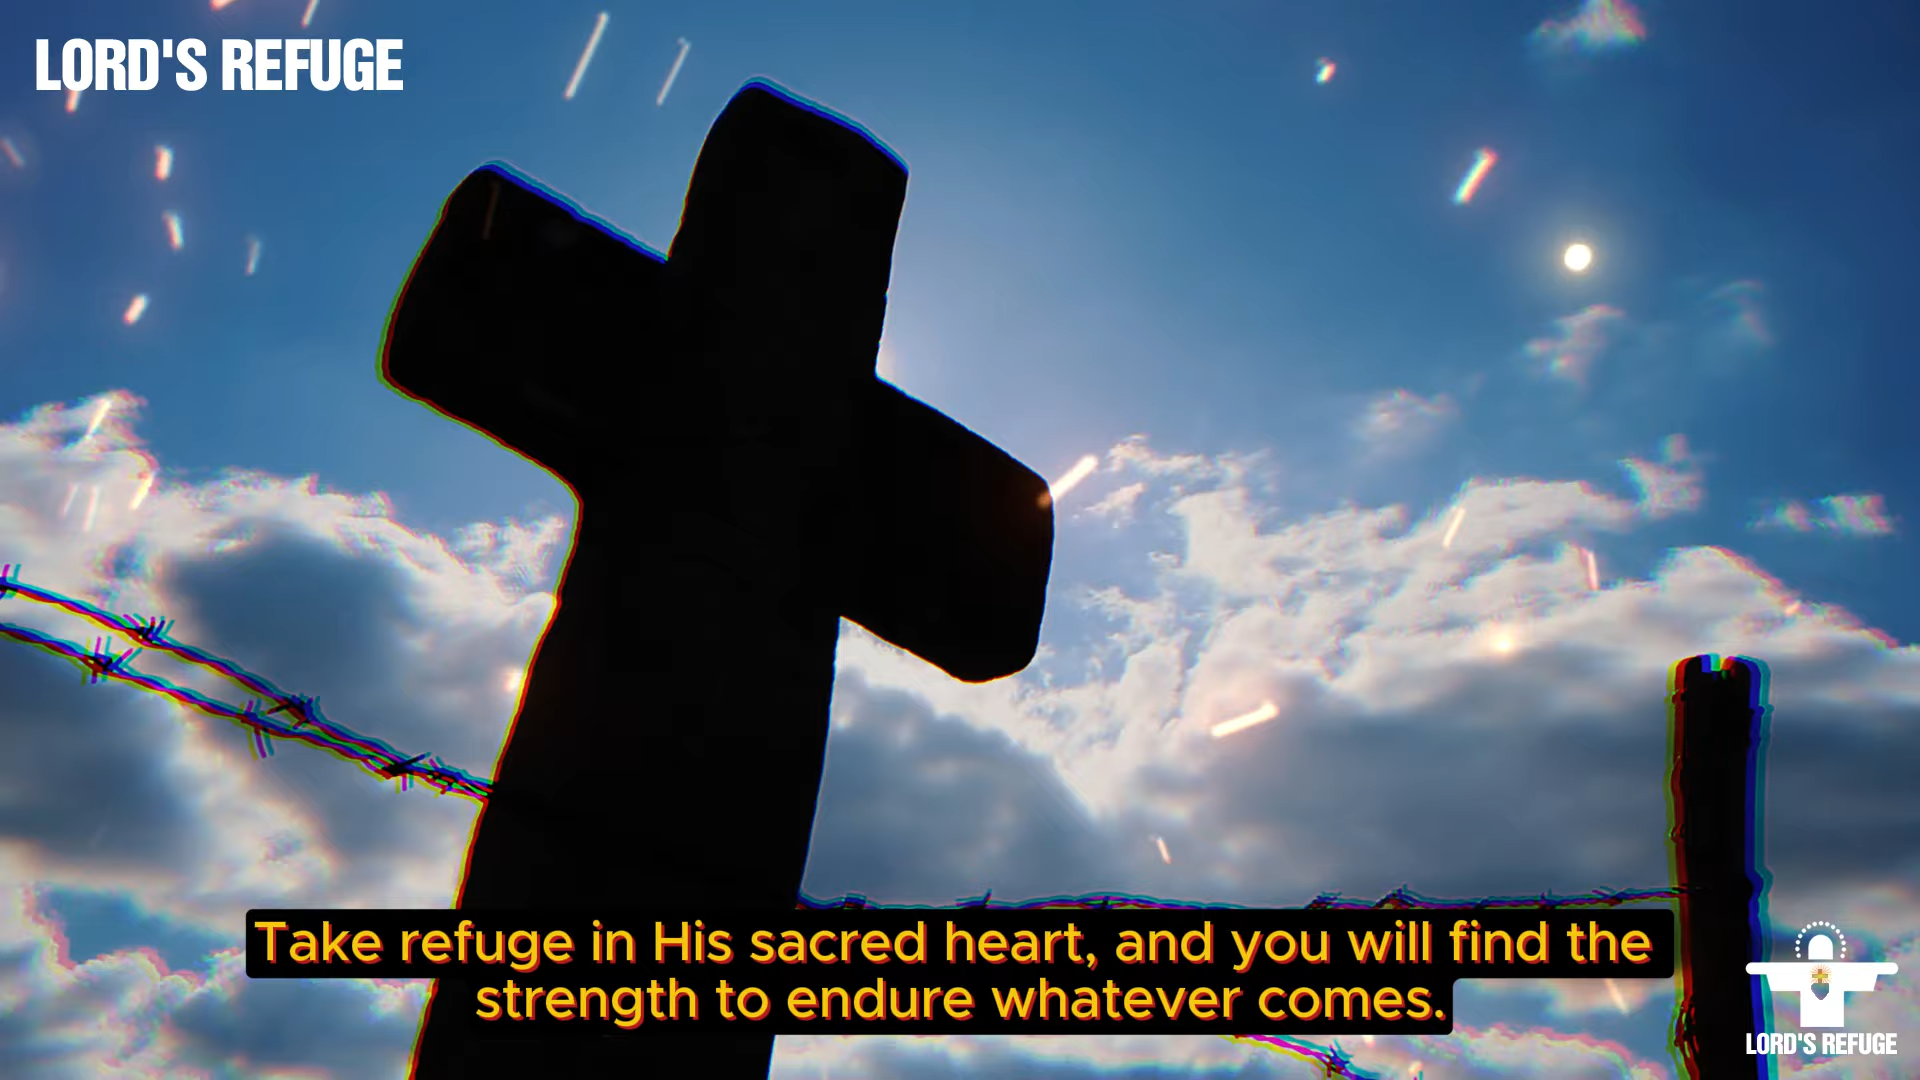 LORD'S REFUGE
Take refuge in His sacred heart, and you will find the
strength to endure whatever comes.
LORD'S REFUGE